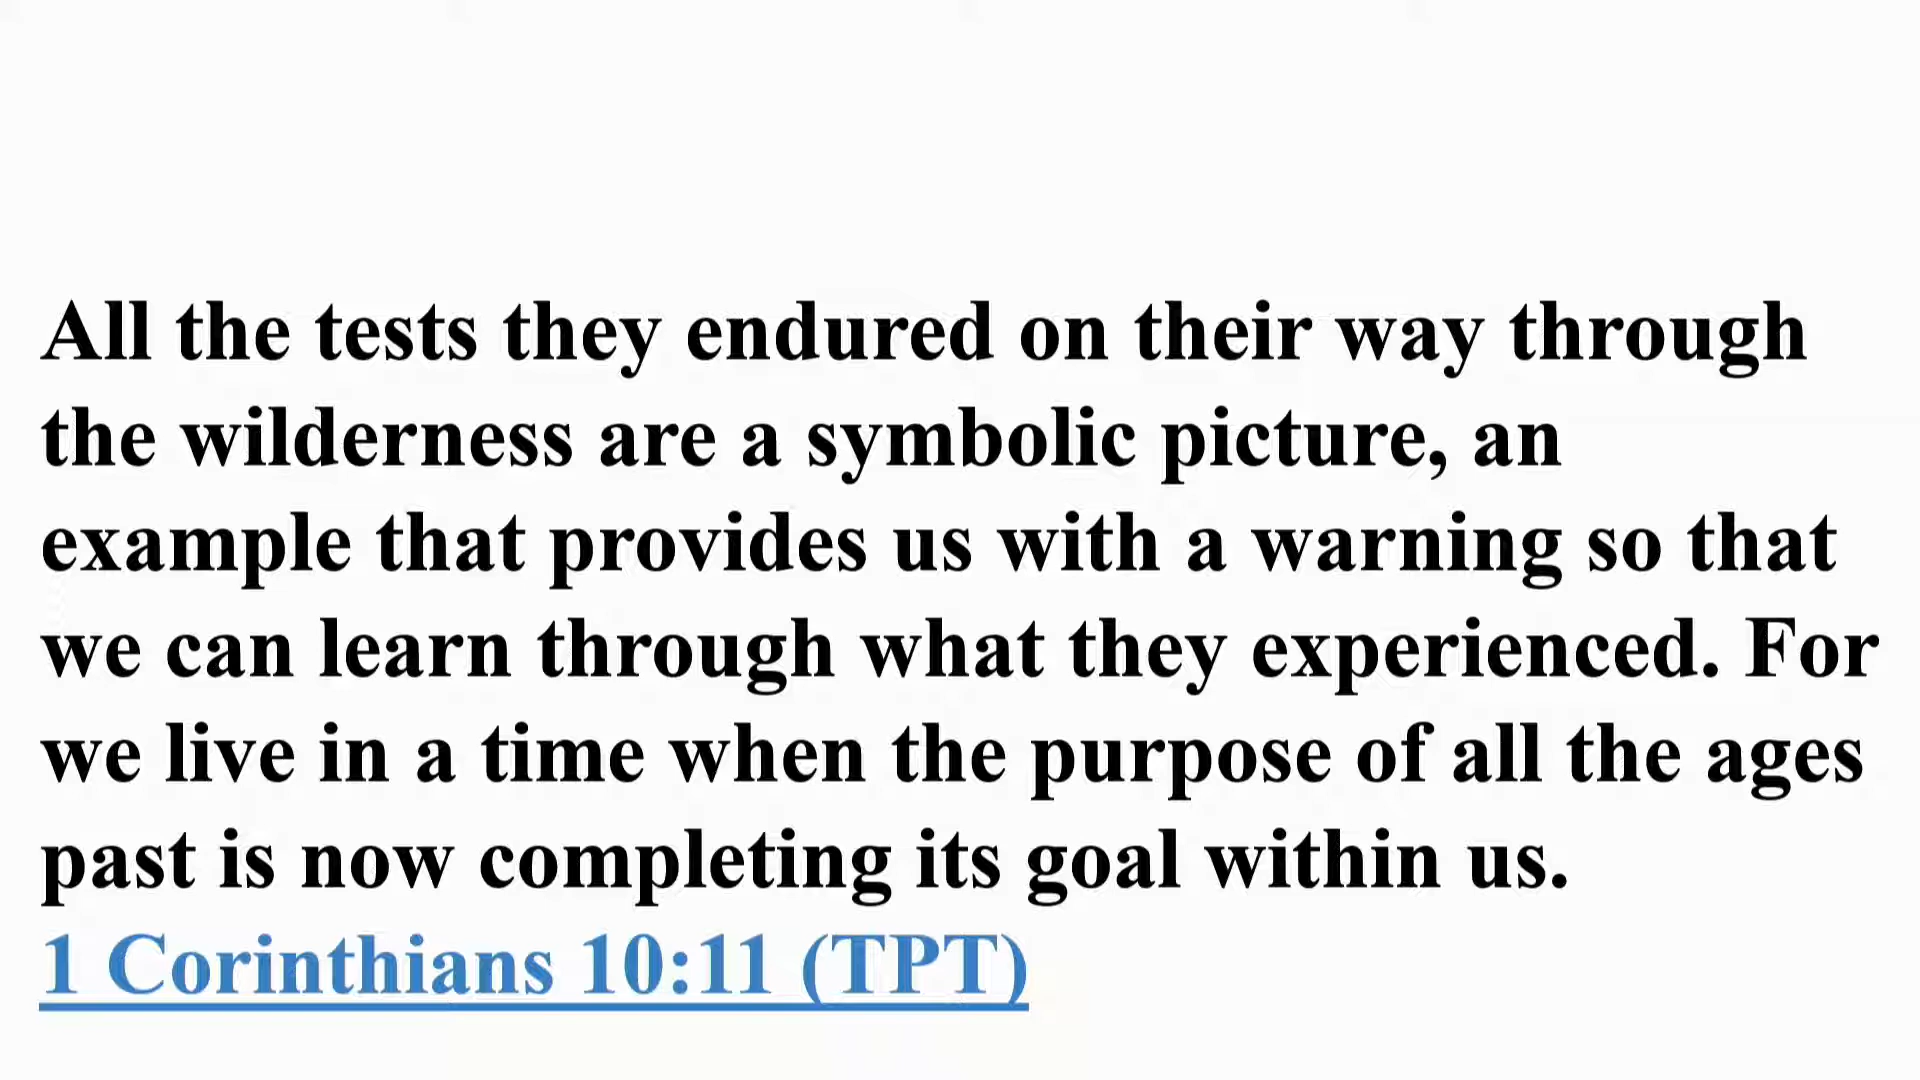 All the tests they endured on their way through
the wilderness are a symbolic picture, an
example that provides us with a warning so that
we can learn through what they experienced. For
we live in a time when the purpose of all the ages
past is now completing its goal within us.
1 Corinthians 10:11 (TPT)